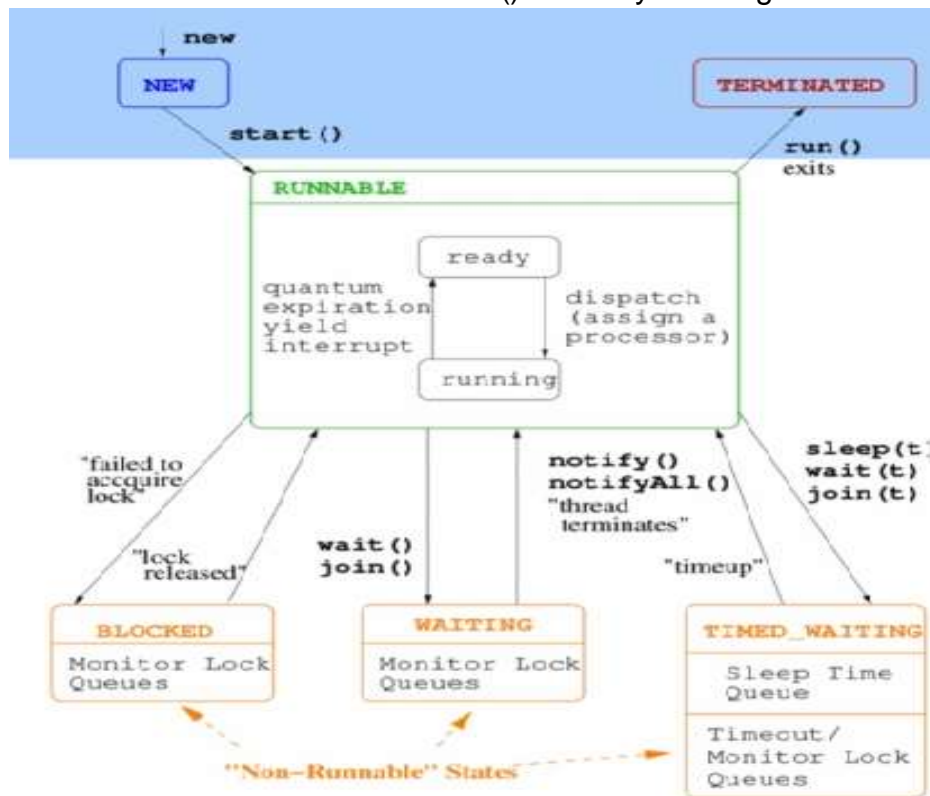 ()
new
NEW
TERMINATED
start()
run()
exits
RUNNABLE
ready
quantum
expiration
yield
interrupt
dispatch
(assign a
processor)
running
"failed to
accquire
lock"
"lock
released"
wait()
join()
notify()
notifyAll()
"thread
terminates"
"timeup"
sleep(t)
wait(t)
join(t)
BLOCKED
Monitor Lock
Queues
WAITING
Monitor Lock
Queues
TIMED_WAITING
Sleep Time
Queue
Timecut/
Monitor Lock
Queues
"Non-Runnable" States